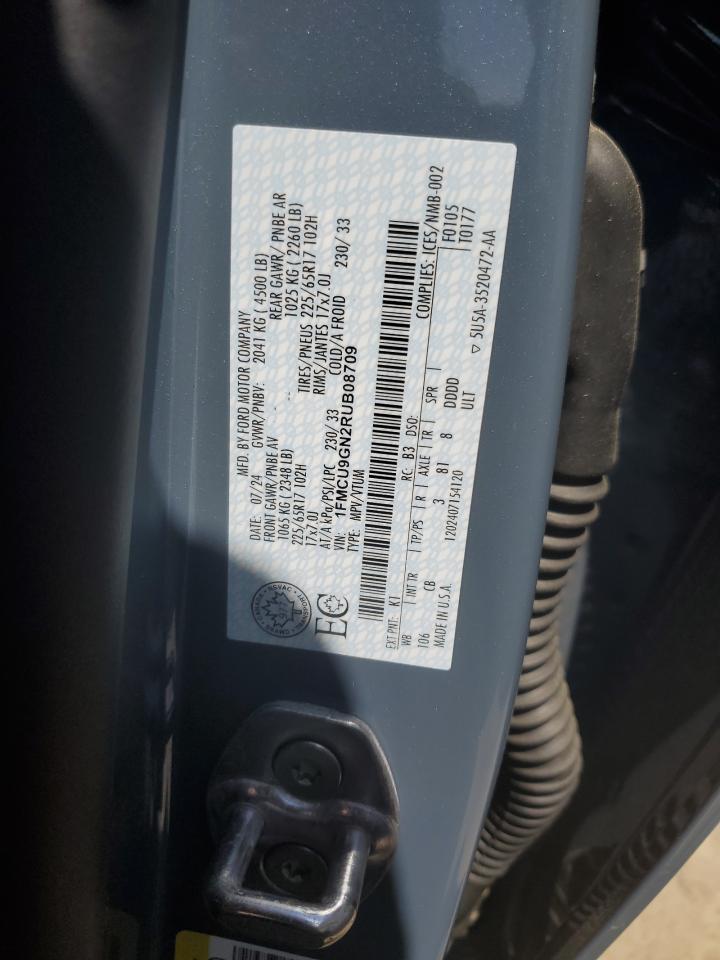 MFD. BY FORD MOTOR COMPANY
DATE: 07/24 GVWR/PNBV: 2041 KG ( 4500 LB)
FRONT GAWR/PNBE AV REAR GAWR/ PNBE AR
1065 KG ( 2348 LB) 1025 KG ( 2260 LB)
225/65R17 102H TIRES/PNEUS 225/65R17 102H
17x7.0J RIMS/JANTES 17x7.0J
AT/A kPa/PSI/LPC 230/ 33 COLD/A FROID 230/ 33
VIN: 1FMCU9GN2RUB08709
TYPE: MPV/VTUM
EC
EXT PNT: K1 RC: B3 DSO: COMPLIES: ICES/NMB-002
WB INT TR TP/PS R AXLE TR SPR F0105
106 CB 3 81 8 DDDD T0177
MADE IN U.S.A. 1202407154120 ULT ▽ 5U5A-3520472-AA